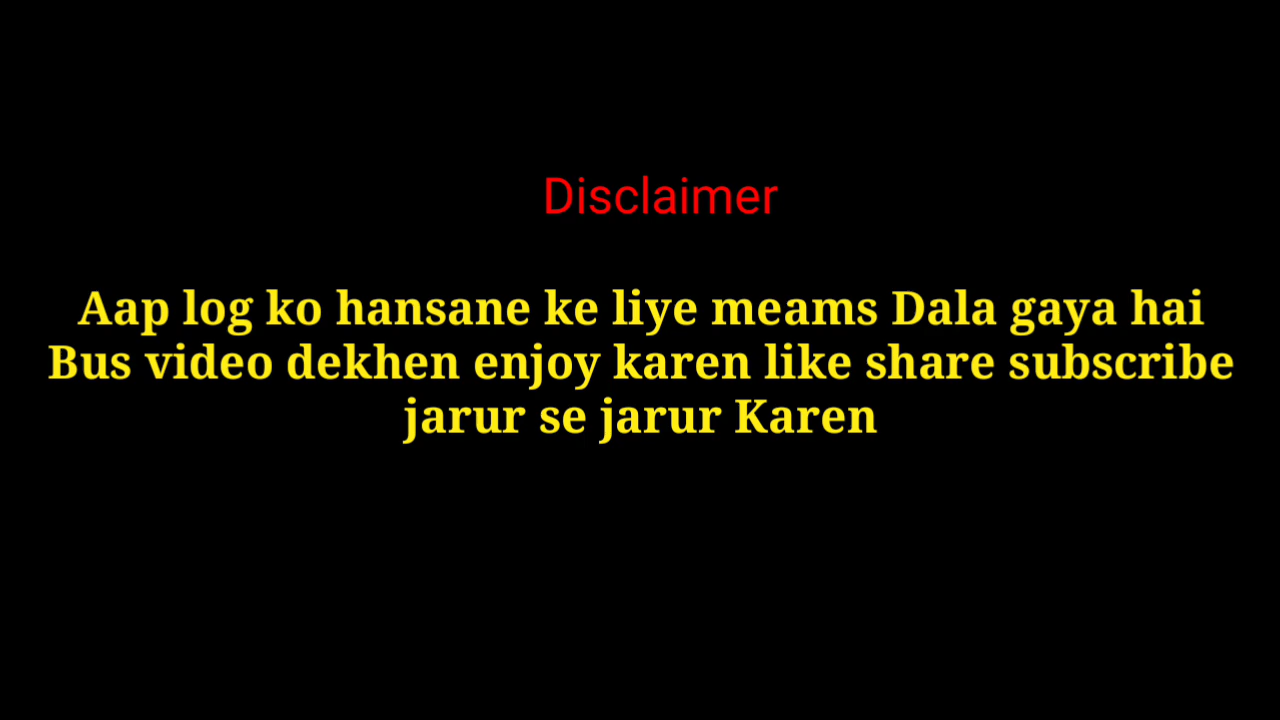 Disclaimer
Aap log ko hansane ke liye meams Dala gaya hai
Bus video dekhen enjoy karen like share subscribe
jarur se jarur Karen